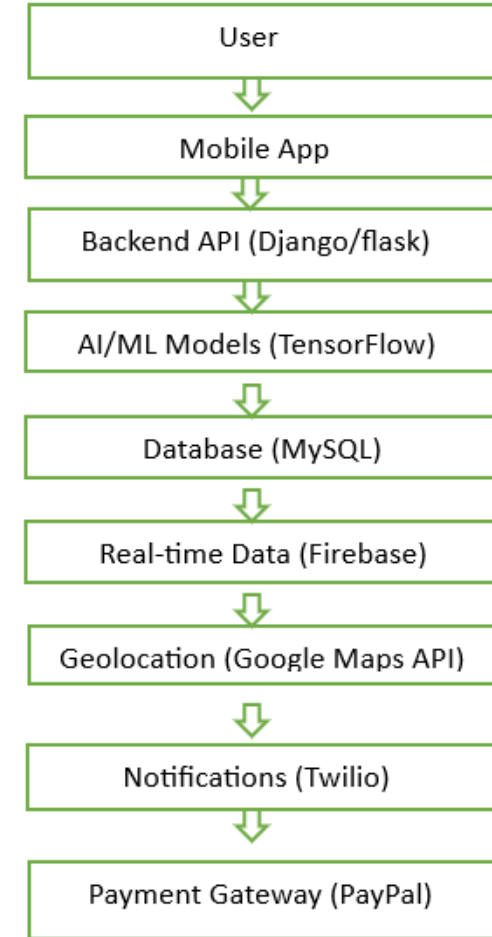 User
Mobile App
Backend API (Django/flask)
AI/ML Models (TensorFlow)
Database (MySQL)
Real-time Data (Firebase)
Geolocation (Google Maps API)
Notifications (Twilio)
Payment Gateway (PayPal)